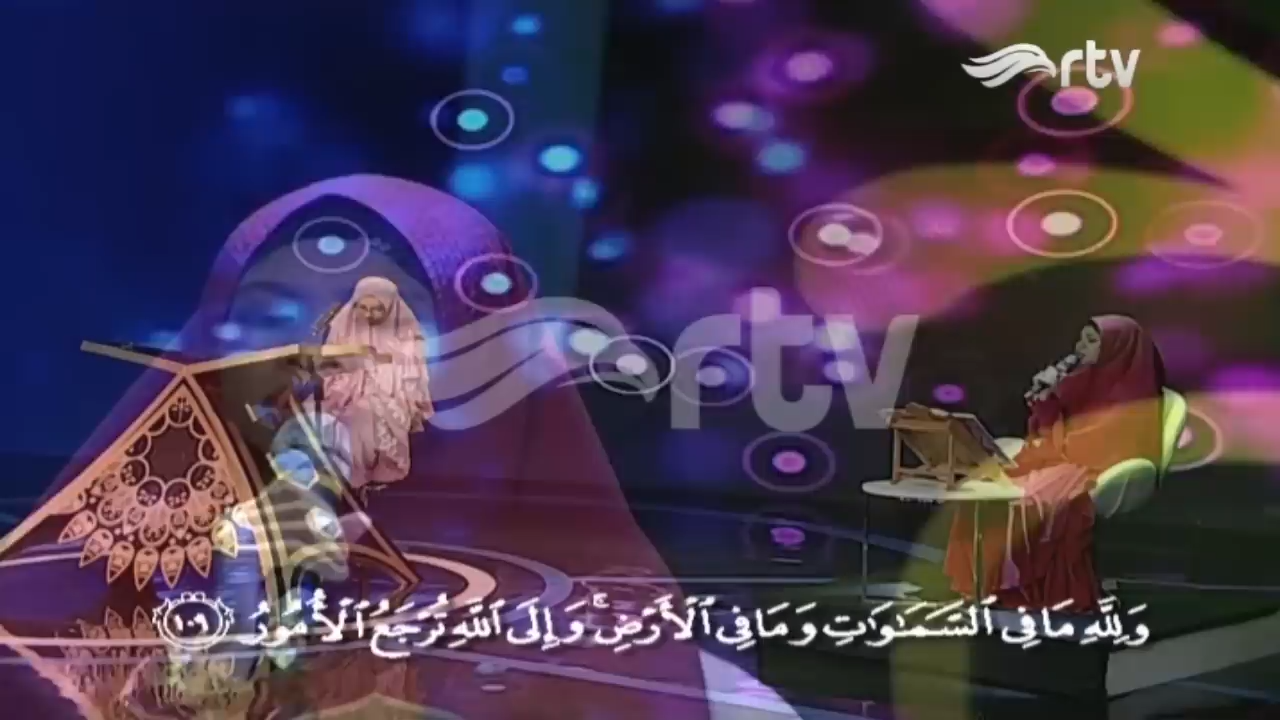 rtv
rtv
وَلِلَّهِ مَا فِي ٱلسَّمَٰوَٰتِ وَمَا فِي ٱلْأَرْضِ ۚ وَإِلَى ٱللَّهِ تُرْجَعُ ٱلْأُمُورُ ١٠٩